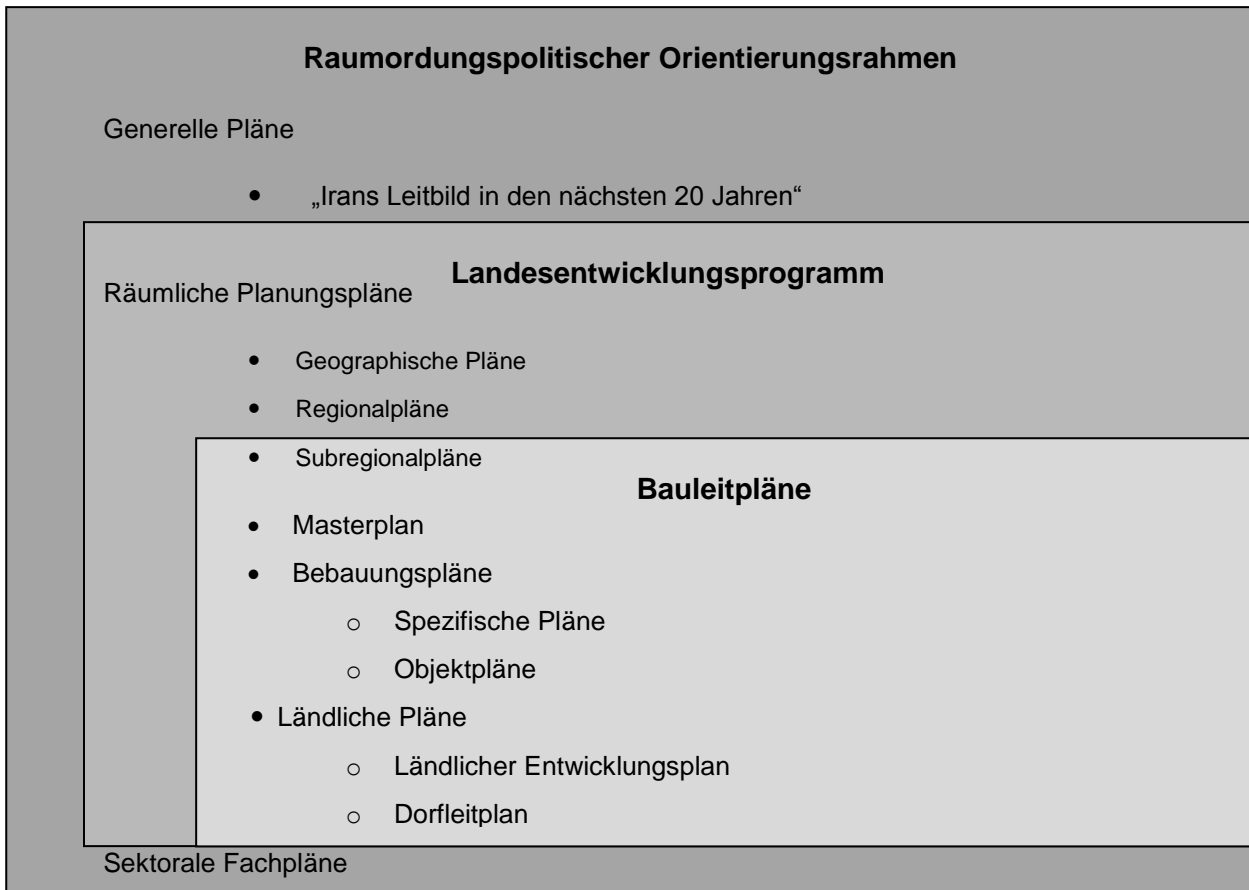 Raumordungspolitischer Orientierungsrahmen
Generelle Pläne
• „Irans Leitbild in den nächsten 20 Jahren“
Landesentwicklungsprogramm
Räumliche Planungspläne
• Geographische Pläne
• Regionalpläne
• Subregionalpläne
Bauleitpläne
• Masterplan
• Bebauungspläne
o Spezifische Pläne
o Objektpläne
• Ländliche Pläne
o Ländlicher Entwicklungsplan
o Dorfleitplan
Sektorale Fachpläne